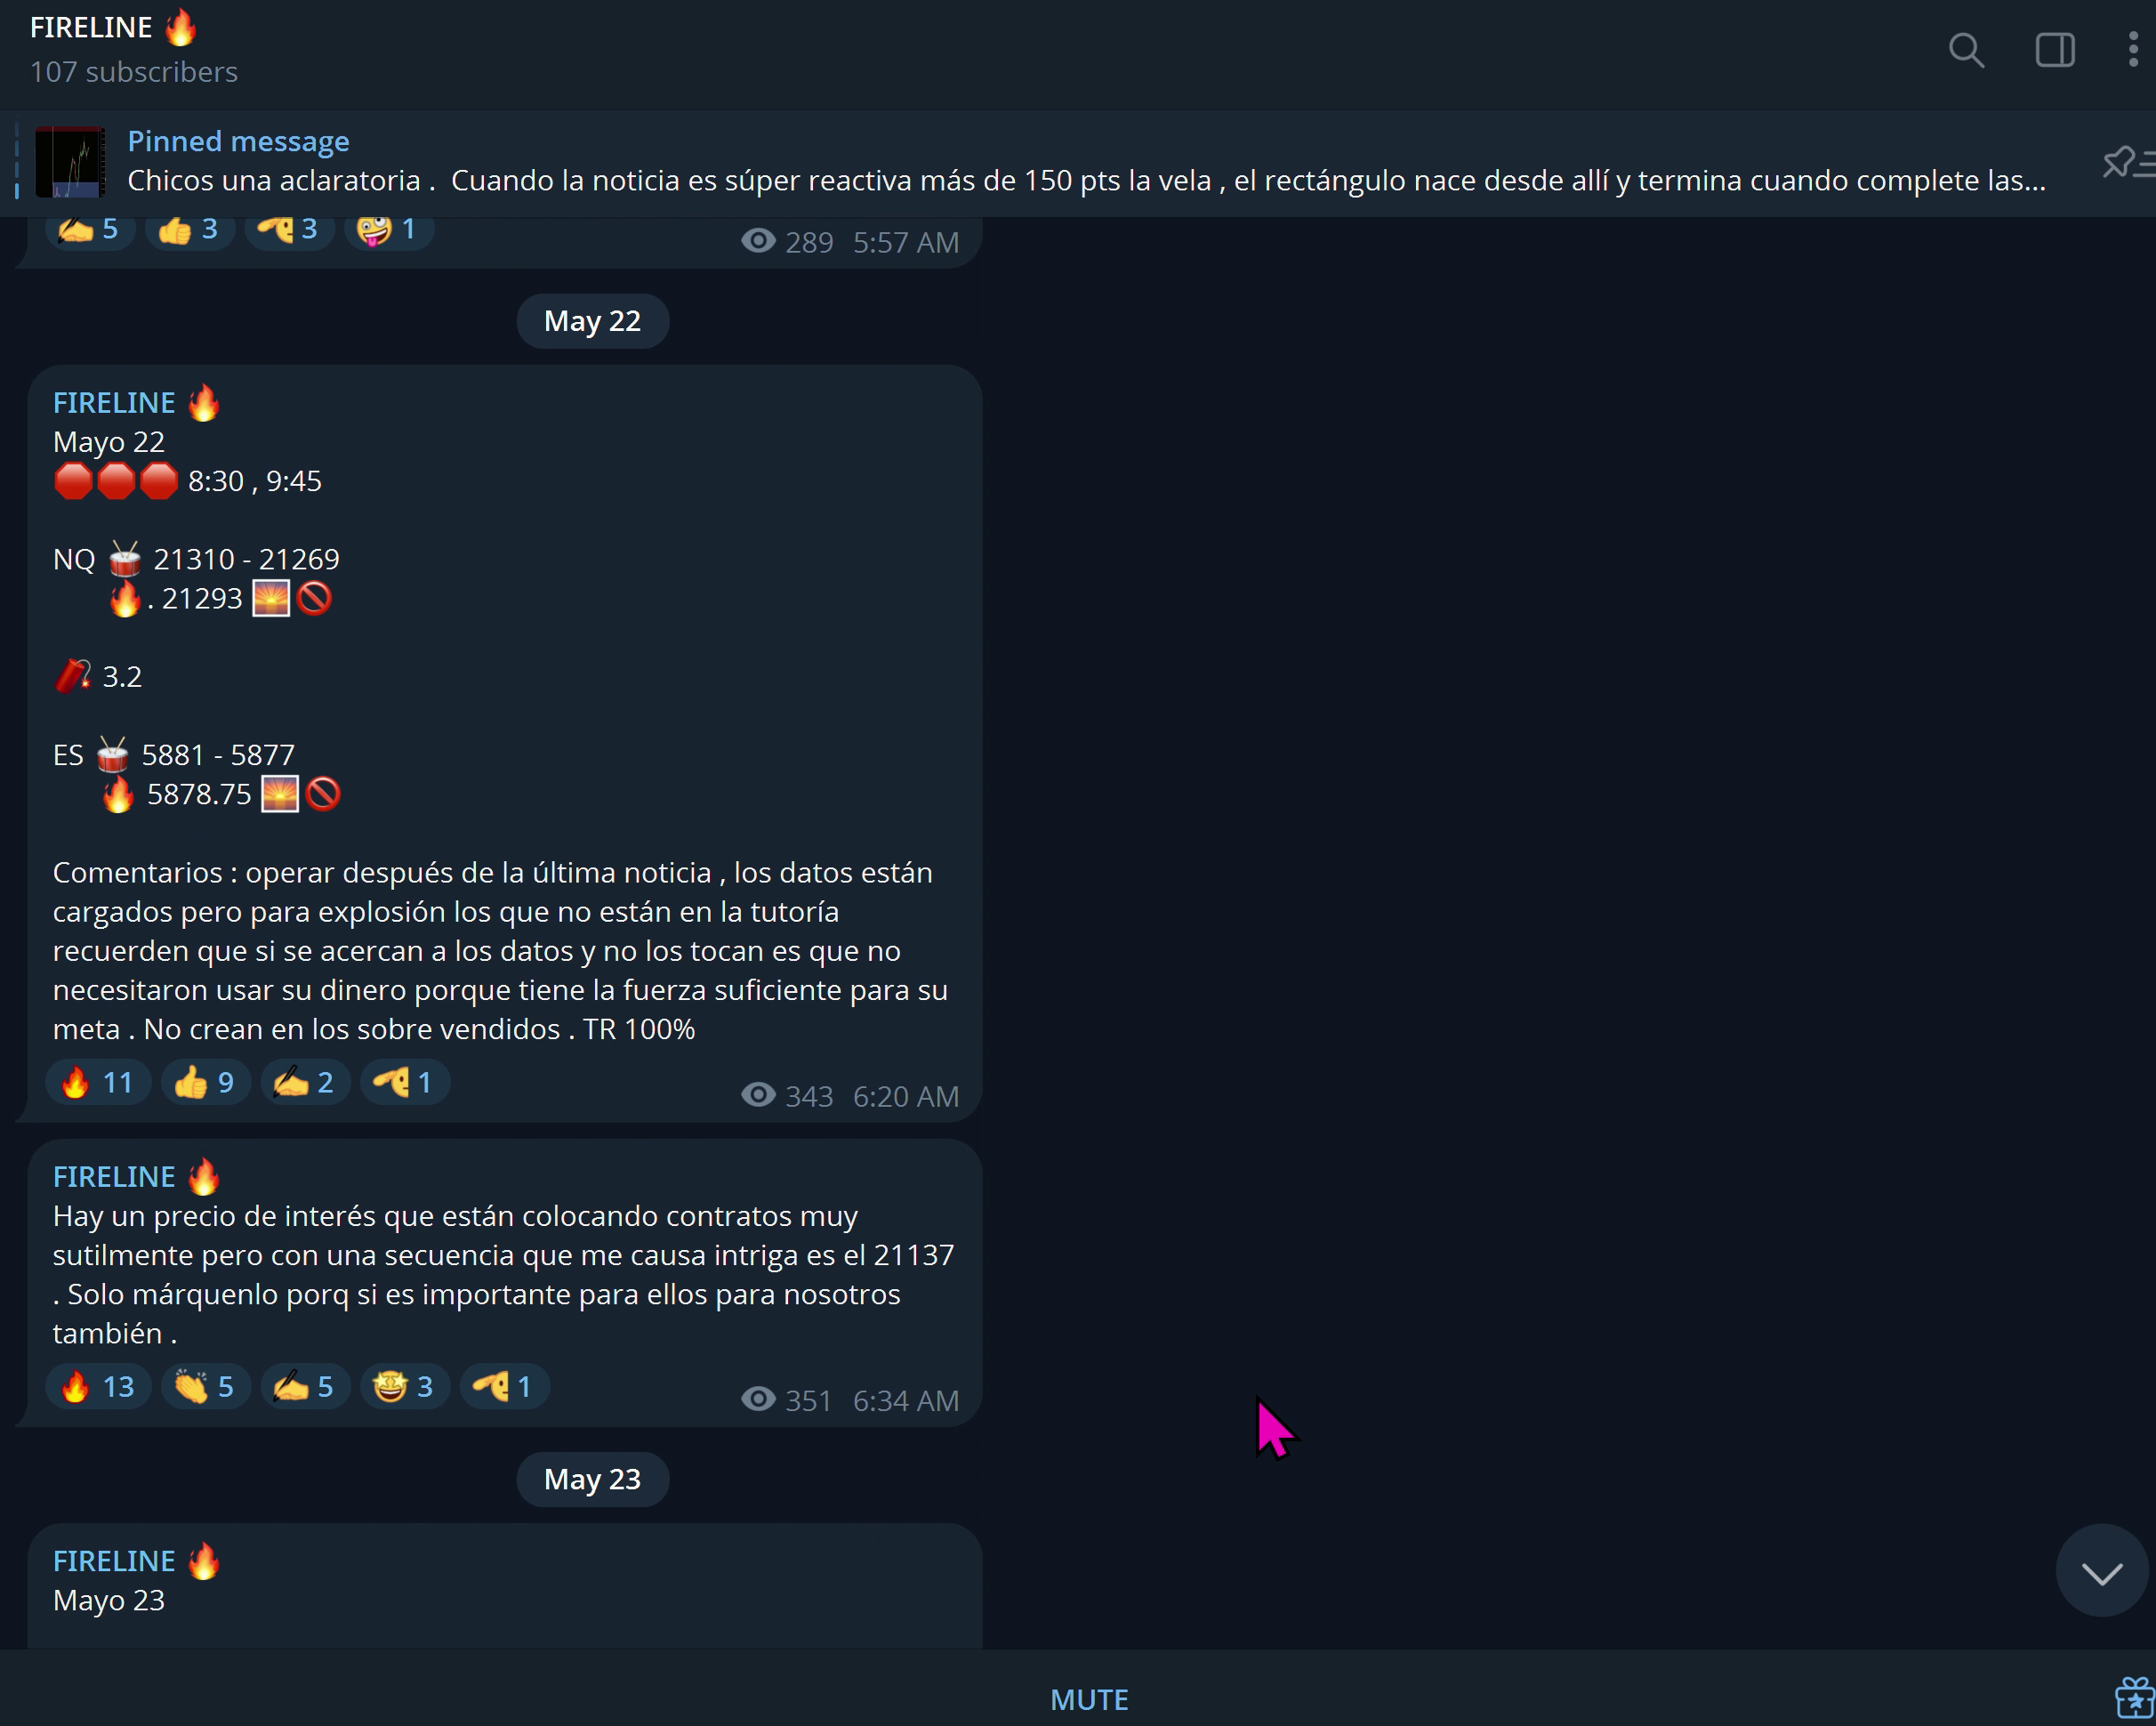 FIRELINE 🔥
107 subscribers
Pinned message
Chicos una aclaratoria .  Cuando la noticia es súper reactiva más de 150 pts la vela , el rectángulo nace desde allí y termina cuando complete las...
✍️ 5 👍 3 🫳 3 🤪 1
289 5:57 AM
May 22
FIRELINE 🔥
Mayo 22
🛑🛑🛑 8:30 , 9:45
NQ 🥁 21310 - 21269
🔥. 21293 🌅🚫
🧨 3.2
ES 🥁 5881 - 5877
🔥 5878.75 🌅🚫
Comentarios : operar después de la última noticia , los datos están
cargados pero para explosión los que no están en la tutoría
recuerden que si se acercan a los datos y no los tocan es que no
necesitaron usar su dinero porque tiene la fuerza suficiente para su
meta . No crean en los sobre vendidos . TR 100%
🔥 11 👍 9 ✍️ 2 🫡 1
343 6:20 AM
FIRELINE 🔥
Hay un precio de interés que están colocando contratos muy
sutilmente pero con una secuencia que me causa intriga es el 21137
. Solo márquenlo porq si es importante para ellos para nosotros
también .
🔥 13 👏 5 ✍️ 5 🤩 3 🫡 1
351 6:34 AM
May 23
FIRELINE 🔥
Mayo 23
MUTE